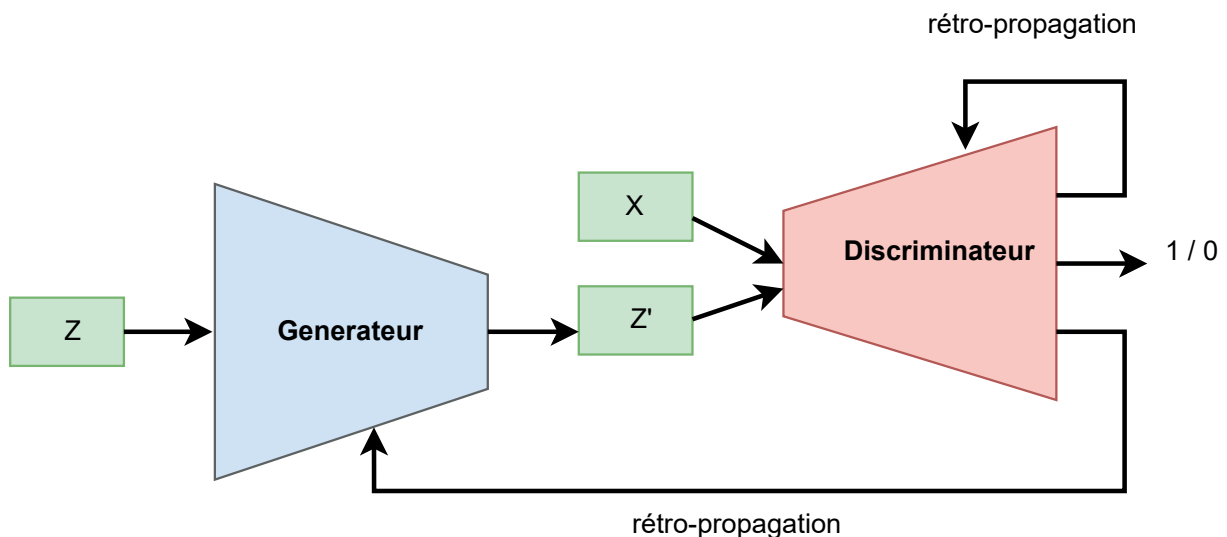 rétro-propagation
X
Discriminateur
1 / 0
Z
Generateur
Z'
rétro-propagation